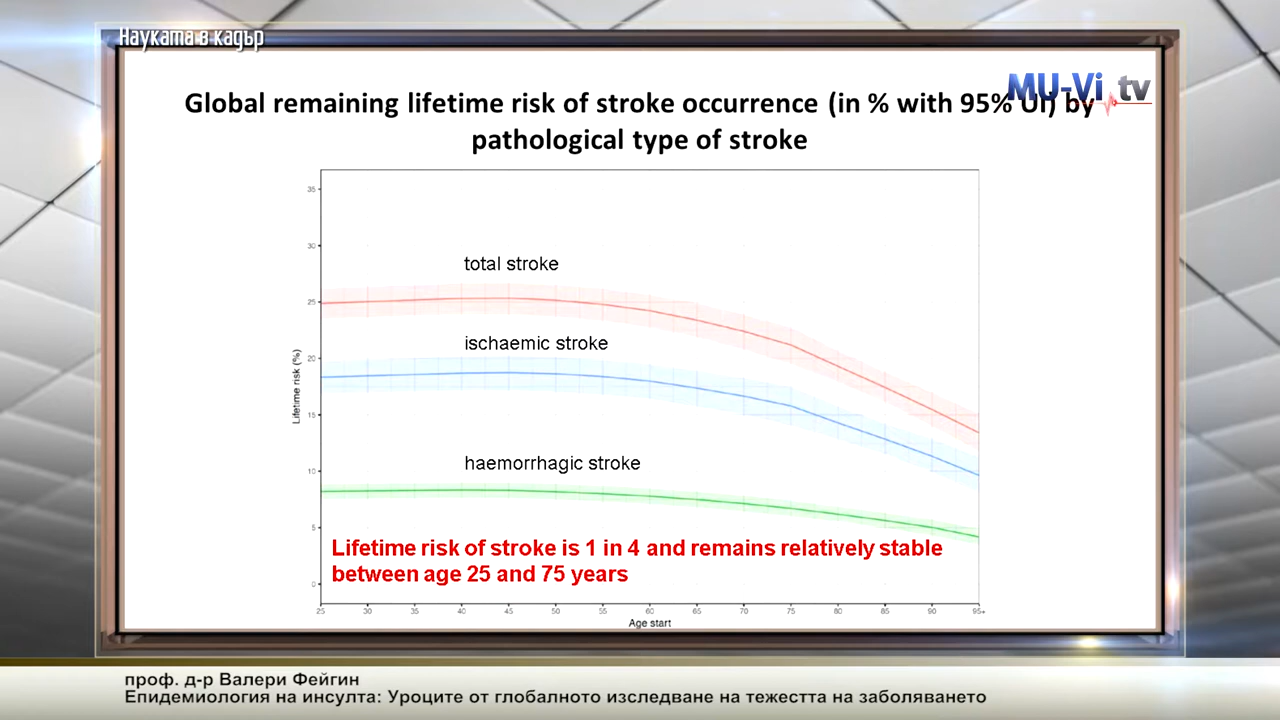 Науката в кадър
MU-Vi.tv
Global remaining lifetime risk of stroke occurrence (in % with 95% UI) by
pathological type of stroke
35
30
25
20
15
10
5
0
Lifetime risk (%)
total stroke
ischaemic stroke
haemorrhagic stroke
Lifetime risk of stroke is 1 in 4 and remains relatively stable
between age 25 and 75 years
25 30 35 40 45 50 55 60 65 70 75 80 85 90 95+
Age start
проф. д-р Валери Фейгин
Епидемиология на инсулта: Уроците от глобалното изследване на тежестта на заболяването